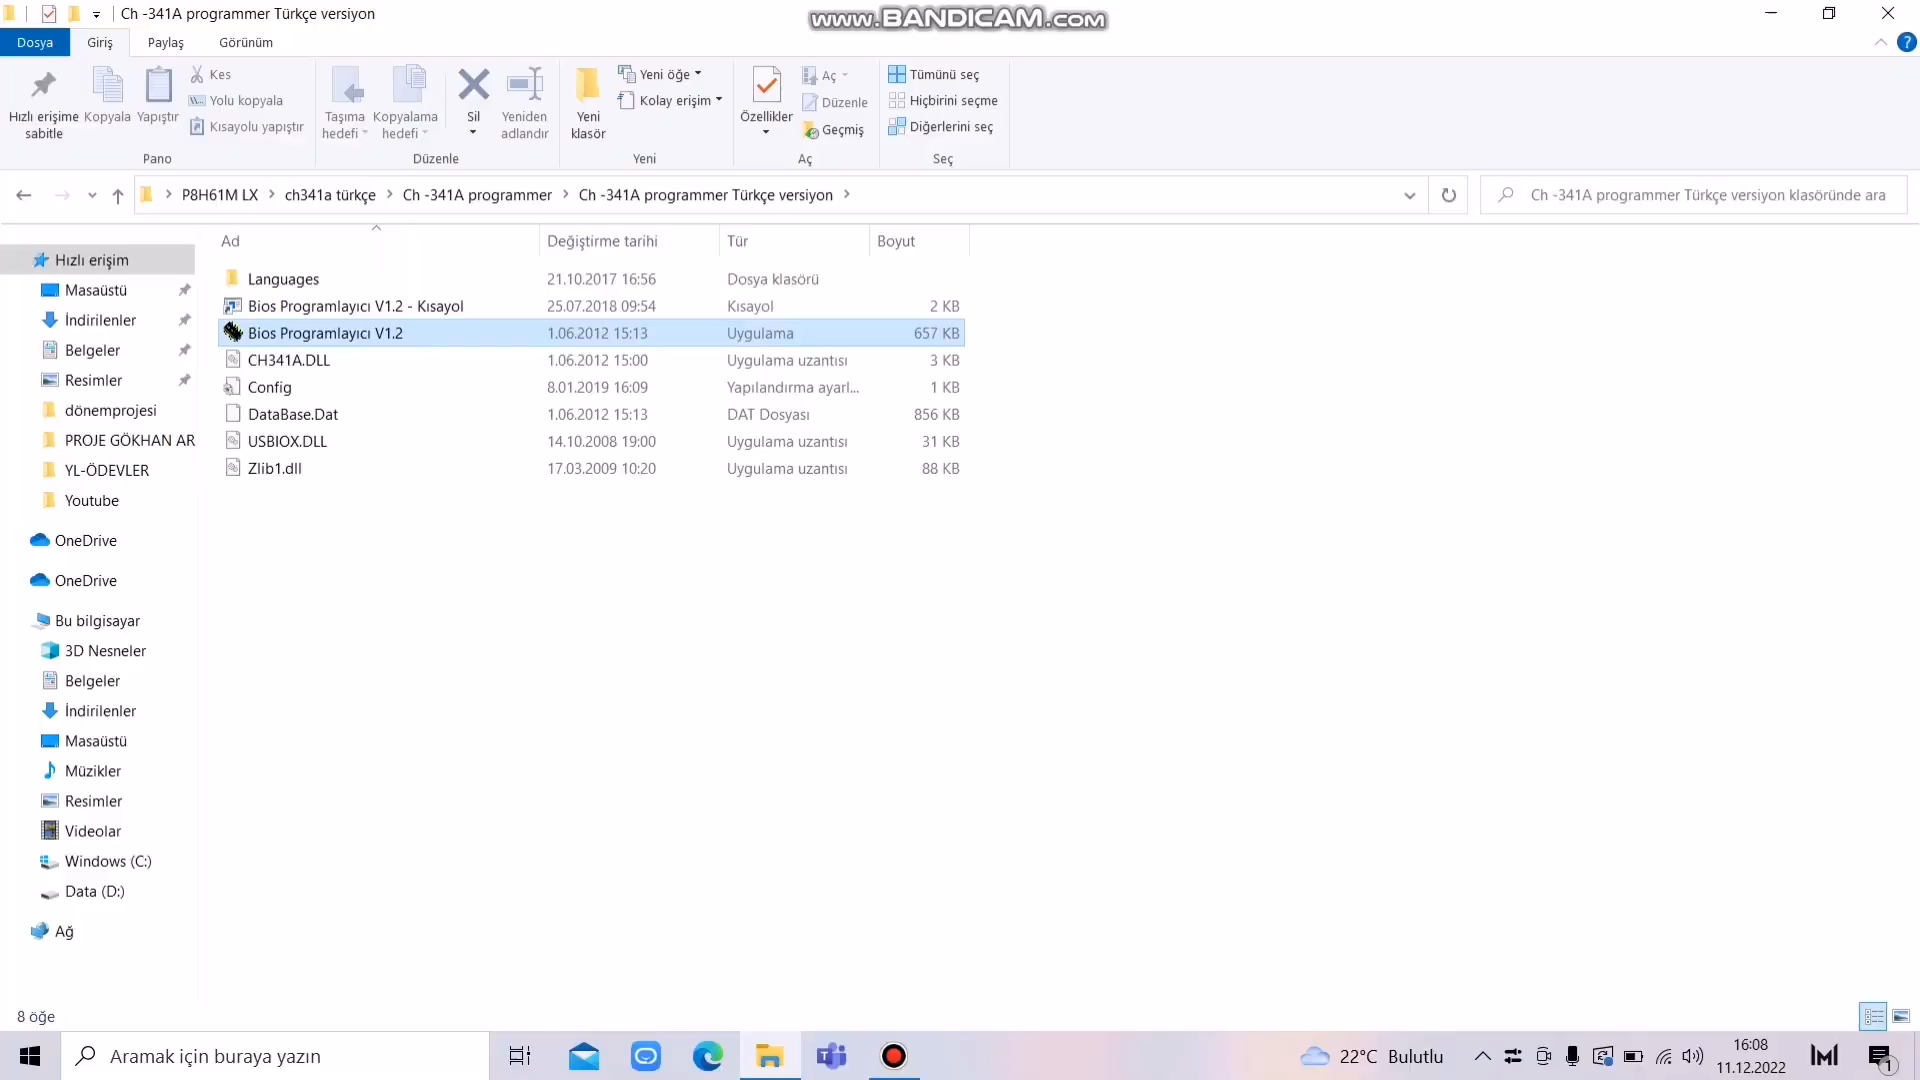 Ch -341A programmer Türkçe versiyon
www.BANDICAM.com
Dosya Giriş Paylaş Görünüm
Hızlı erişime sabitle
Kopyala
Yapıştır
Kes
Yolu kopyala
Kısayolu yapıştır
Pano
Taşıma hedefi
Kopyalama hedefi
Sil
Yeniden adlandır
Düzenle
Yeni klasör
Yeni öğe
Kolay erişim
Yeni
Özellikler
Aç
Düzenle
Geçmiş
Aç
Tümünü seç
Hiçbirini seçme
Diğerlerini seç
Seç
P8H61M LX > ch341a türkçe > Ch -341A programmer > Ch -341A programmer Türkçe versiyon >
Ch -341A programmer Türkçe versiyon klasöründe ara
Ad Değiştirme tarihi Tür Boyut
Languages 21.10.2017 16:56 Dosya klasörü
Bios Programlayıcı V1.2 - Kısayol 25.07.2018 09:54 Kısayol 2 KB
Bios Programlayıcı V1.2 1.06.2012 15:13 Uygulama 657 KB
CH341A.DLL 1.06.2012 15:00 Uygulama uzantısı 3 KB
Config 8.01.2019 16:09 Yapılandırma ayarl... 1 KB
DataBase.Dat 1.06.2012 15:13 DAT Dosyası 856 KB
USBIOX.DLL 14.10.2008 19:00 Uygulama uzantısı 31 KB
Zlib1.dll 17.03.2009 10:20 Uygulama uzantısı 88 KB
Hızlı erişim
Masaüstü
İndirilenler
Belgeler
Resimler
dönemprojesi
PROJE GÖKHAN AR
YL-ÖDEVLER
Youtube
OneDrive
OneDrive
Bu bilgisayar
3D Nesneler
Belgeler
İndirilenler
Masaüstü
Müzikler
Resimler
Videolar
Windows (C:)
Data (D:)
Ağ
8 öğe
Aramak için buraya yazın
22°C Bulutlu
16:08
11.12.2022
1